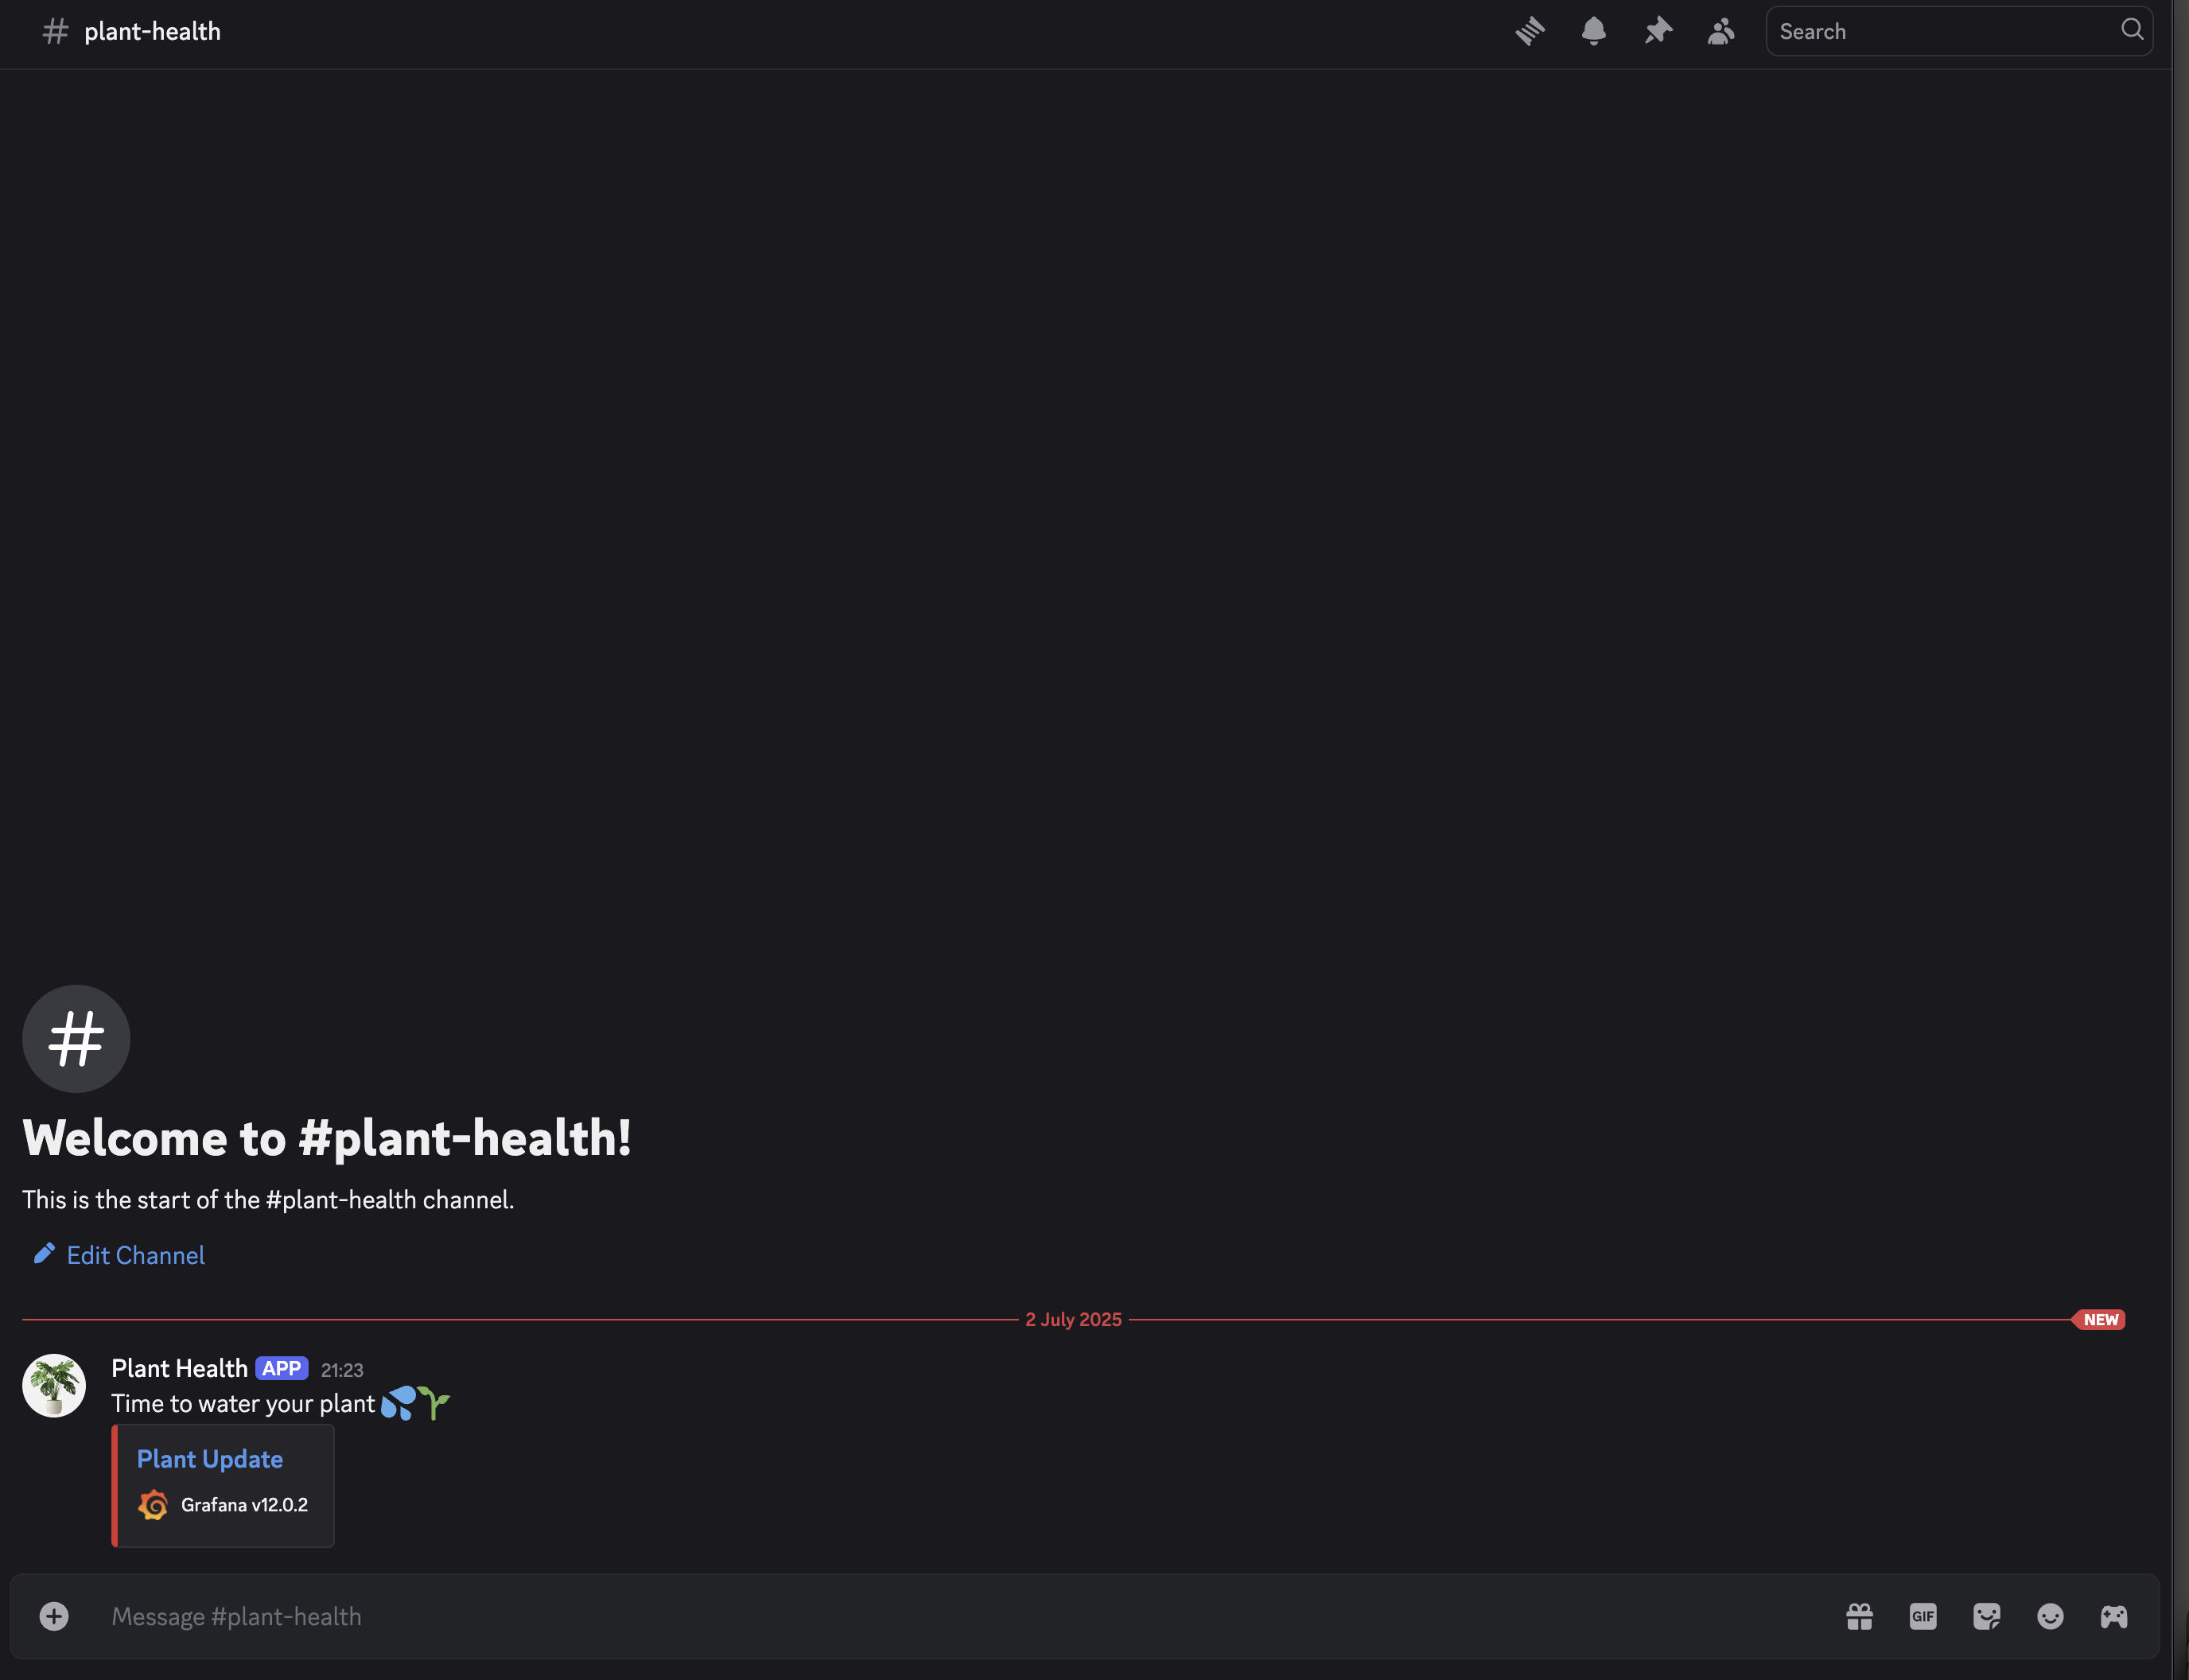 # plant-health
Search
Welcome to #plant-health!
This is the start of the #plant-health channel.
Edit Channel
2 July 2025
NEW
Plant Health APP 21:23
Time to water your plant 💦🌱
Plant Update
Grafana v12.0.2
Message #plant-health
GIF